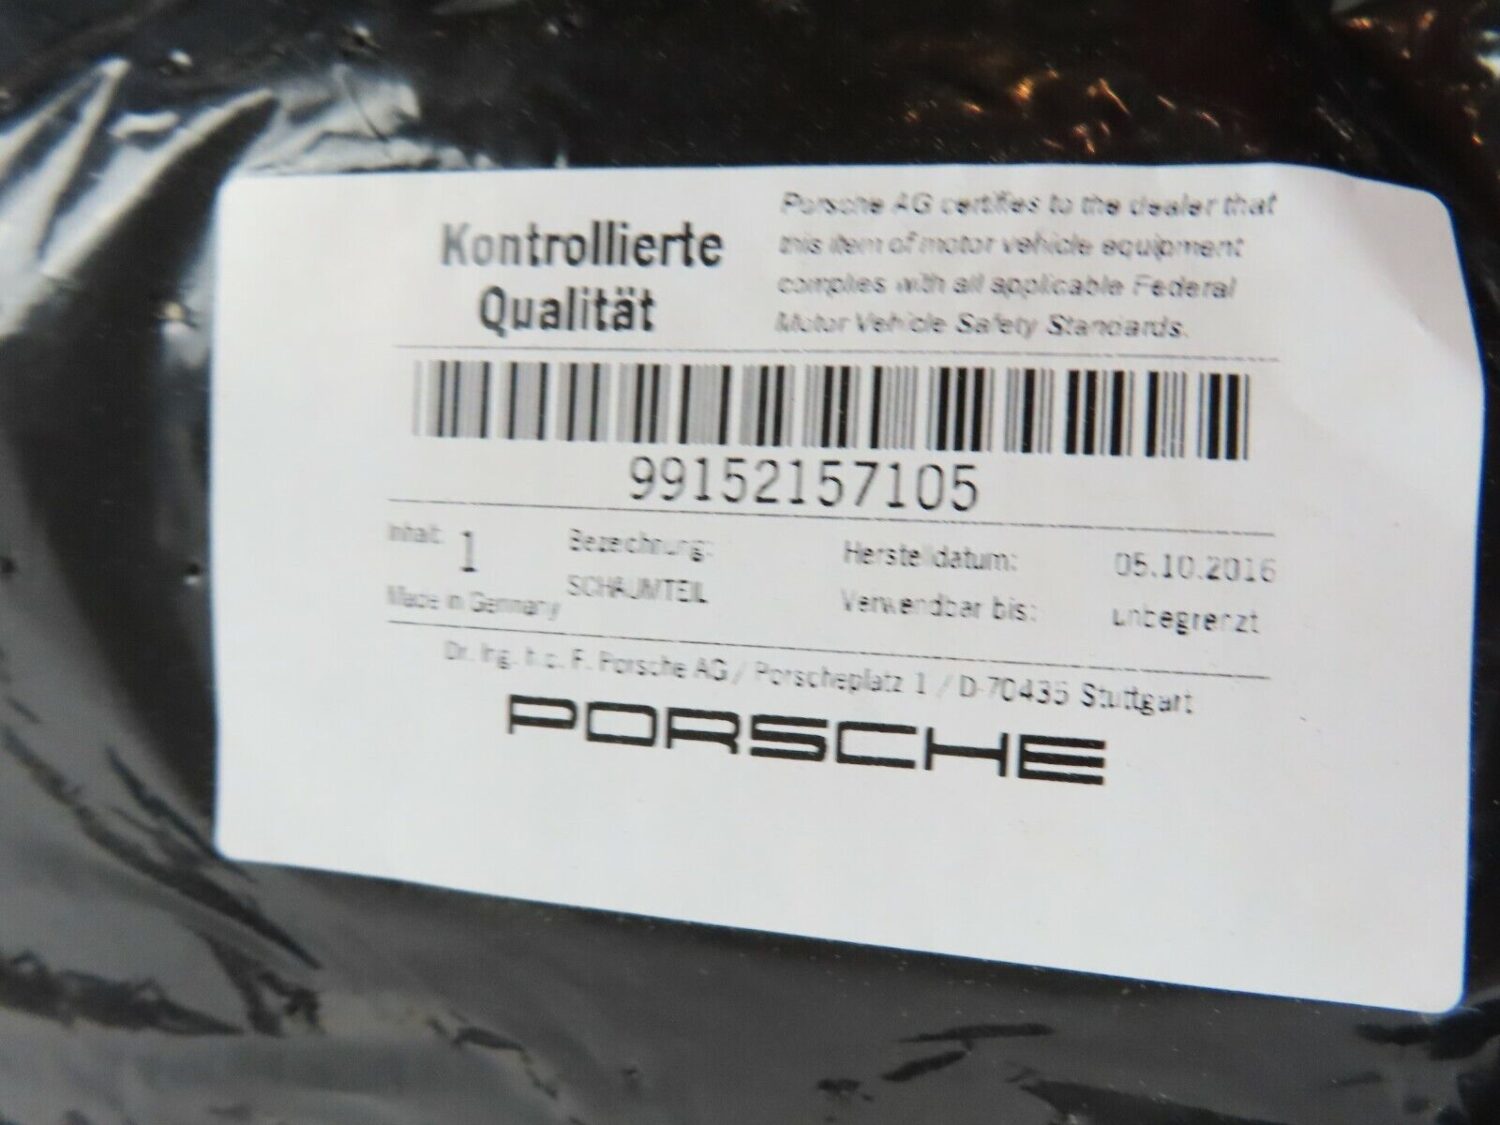 Kontrollierte
Qualität
Porsche AG certifies to the dealer that
this item of motor vehicle equipment
complies with all applicable Federal
Motor Vehicle Safety Standards.
99152157105
Inhalt: 1
Made in Germany
Bezeichnung:
SCHAUMTEIL
Herstelldatum: 05.10.2016
Verwendbar bis: unbegrenzt
Dr. Ing. h.c. F. Porsche AG / Porscheplatz 1 / D-70435 Stuttgart
PORSCHE